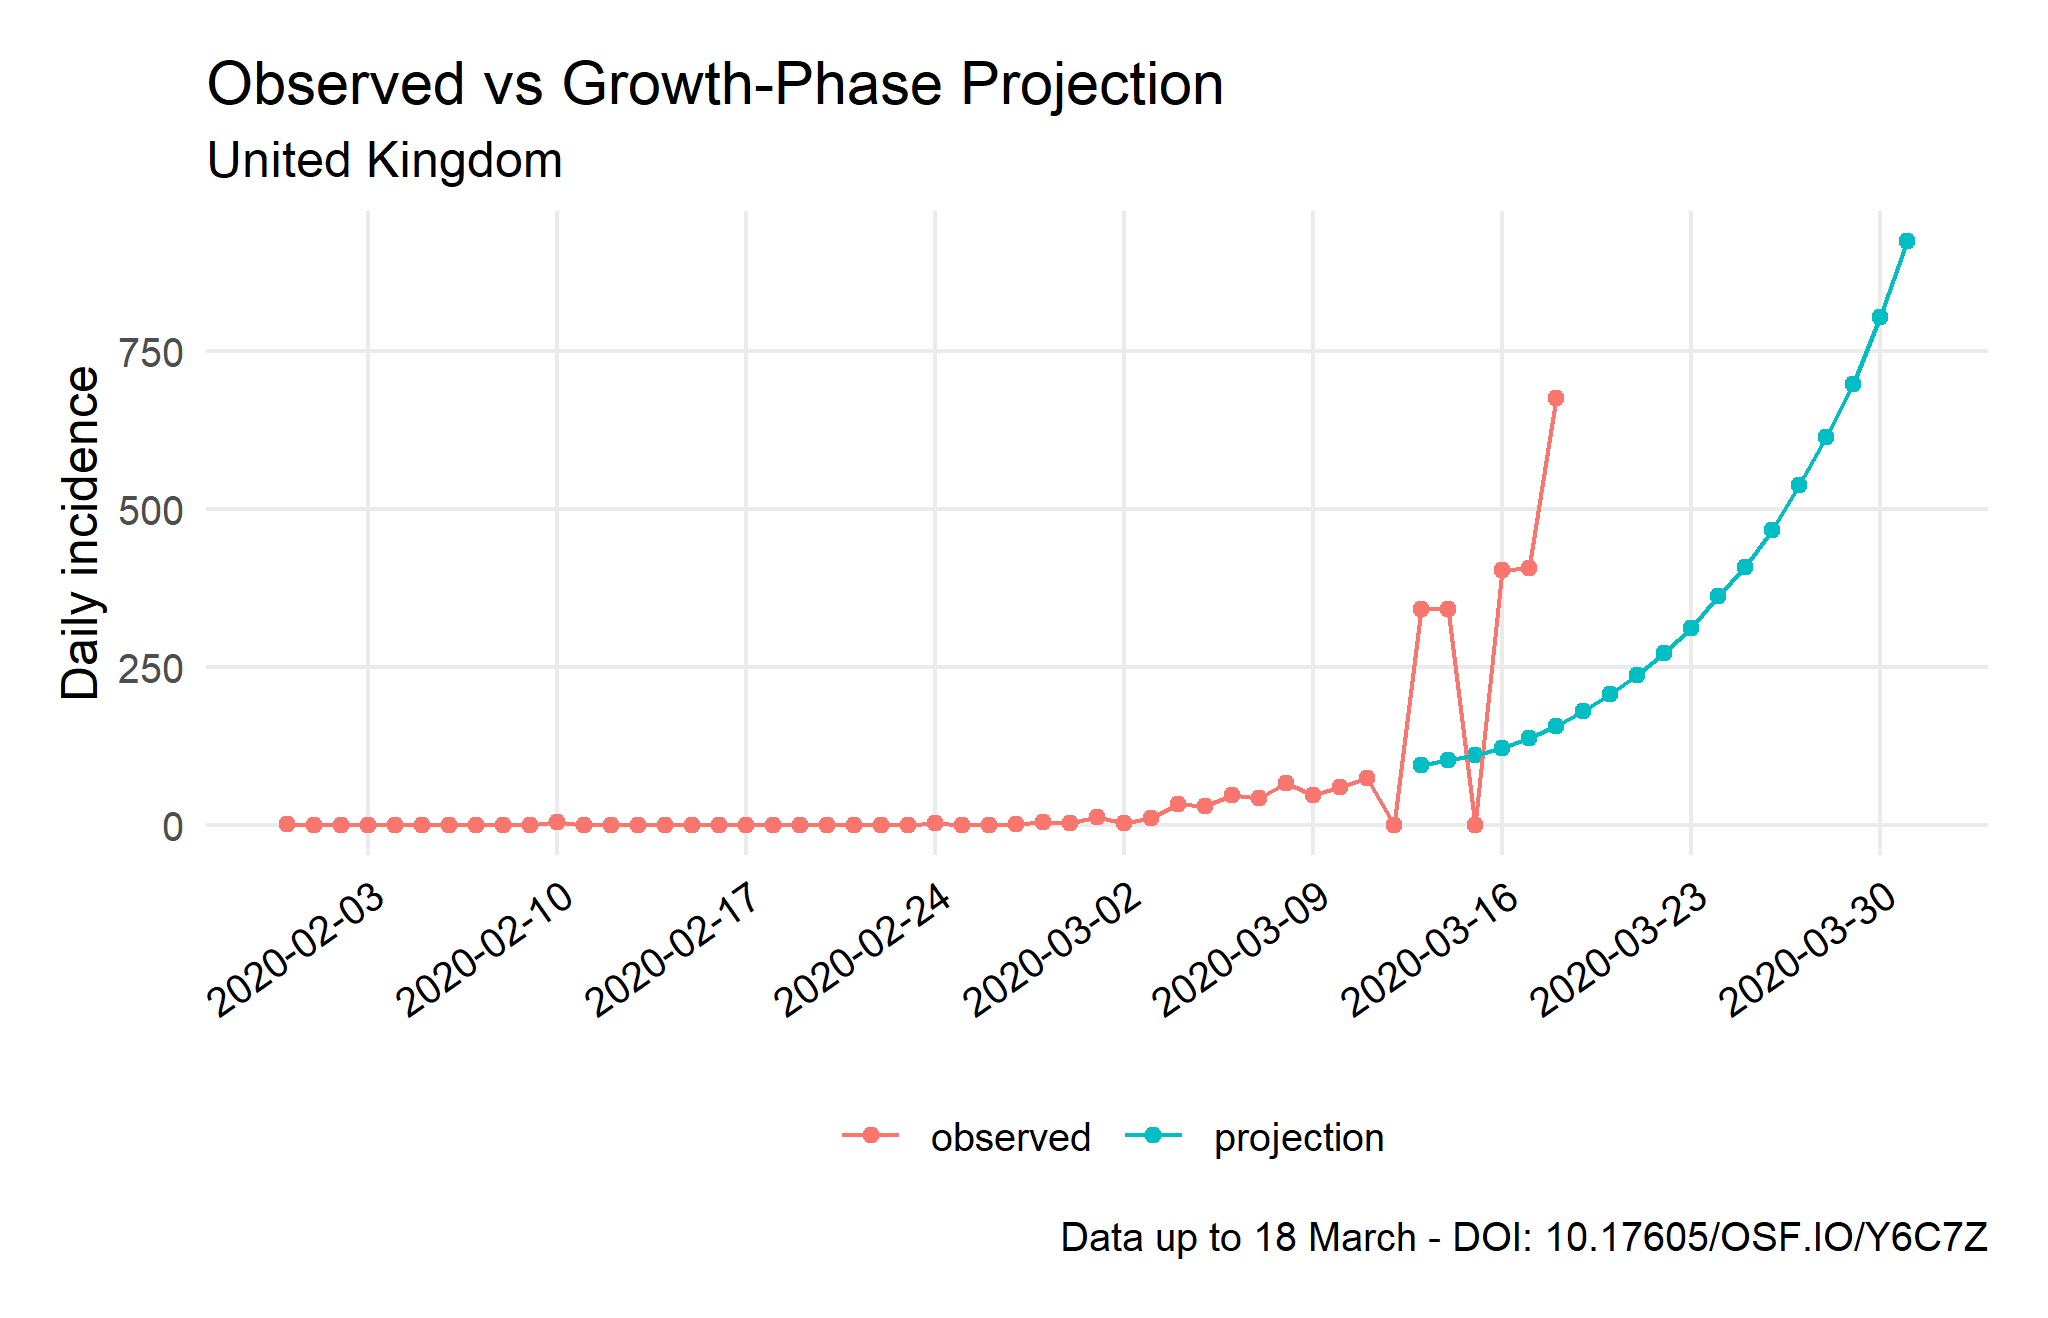 Observed vs Growth-Phase Projection
United Kingdom
Daily incidence
750
500
250
0
2020-02-03
2020-02-10
2020-02-17
2020-02-24
2020-03-02
2020-03-09
2020-03-16
2020-03-23
2020-03-30
observed
projection
Data up to 18 March - DOI: 10.17605/OSF.IO/Y6C7Z